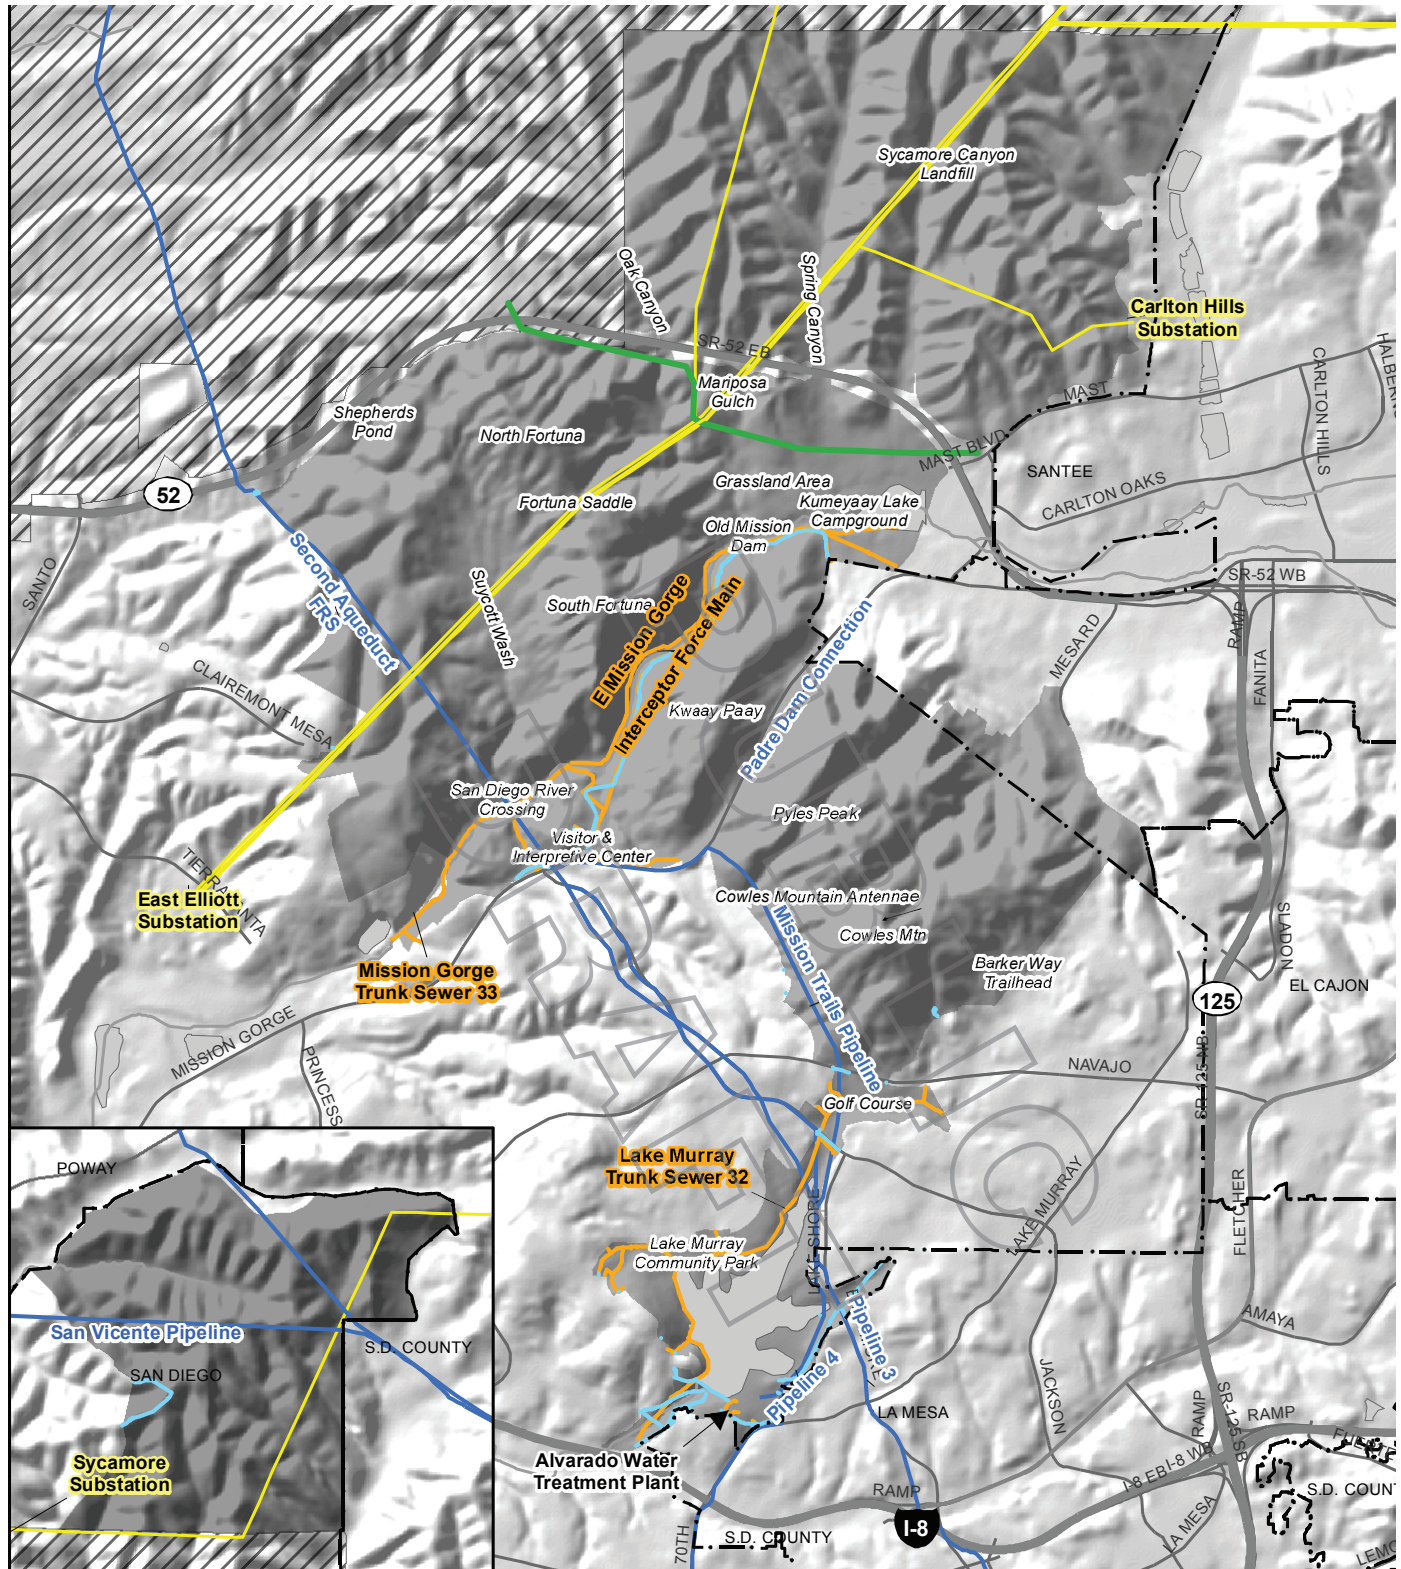 Sycamore Canyon
Landfill
Oak Canyon
Spring Canyon
Carlton Hills
Substation
SR-52 EB
Mariposa
Gulch
MAST
CARLTON HILLS
Shepherds
Pond
North Fortuna
MAST BLVD
SANTEE
52
Fortuna Saddle
Grassland Area
Kumeyaay Lake
Campground
CARLTON OAKS
Old Mission
Dam
SANTO
Second Aqueduct
FRS
Suycott Wash
South Fortuna
E Mission Gorge
Interceptor Force Main
Padre Dam Connection
SR-52 WB
RAMP
FANITA
MESA RD
CLAIREMONT MESA
Kwaay Paay
San Diego River
Crossing
Pyles Peak
Visitor &
Interpretive Center
TIERRASANTA
East Elliott
Substation
Cowles Mountain Antennae
Cowles Mtn
SLADON
Mission Gorge
Trunk Sewer 33
Mission Trails Pipeline
Barker Way
Trailhead
EL CAJON
125
MISSION GORGE
PRINCESS
SR-125 NB
NAVAJO
Golf Course
Lake Murray
Trunk Sewer 32
LAKE SHORE
LAKE MURRAY
FLETCHER
Lake Murray
Community Park
POWAY
San Vicente Pipeline
S.D. COUNTY
SAN DIEGO
Sycamore
Substation
Pipeline 3
Pipeline 4
AMAYA
JACKSON
LA MESA
RAMP
SR-125 SB
RAMP
Alvarado Water
Treatment Plant
I-8 EB
I-8 WB
RAMP
I-8
S.D. COUNTY
70TH
LA MESA